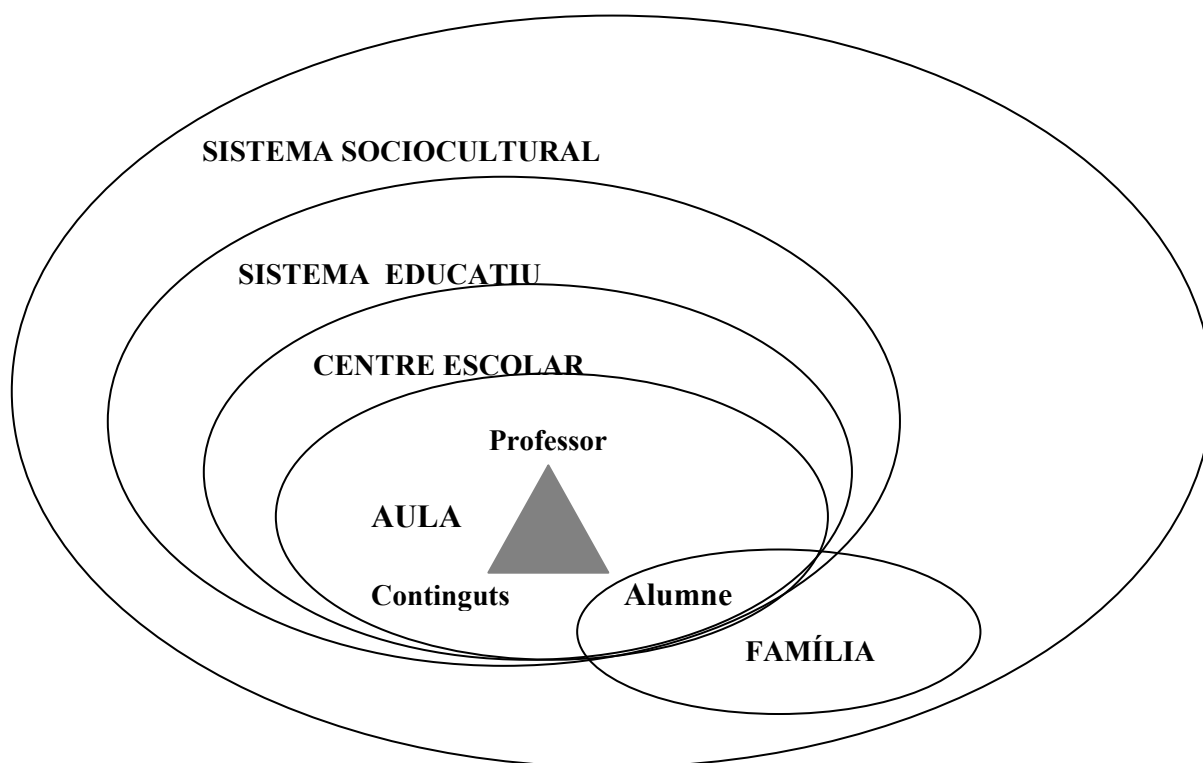 SISTEMA SOCIOCULTURAL
SISTEMA EDUCATIU
CENTRE ESCOLAR
Professor
AULA
Continguts
Alumne
FAMÍLIA